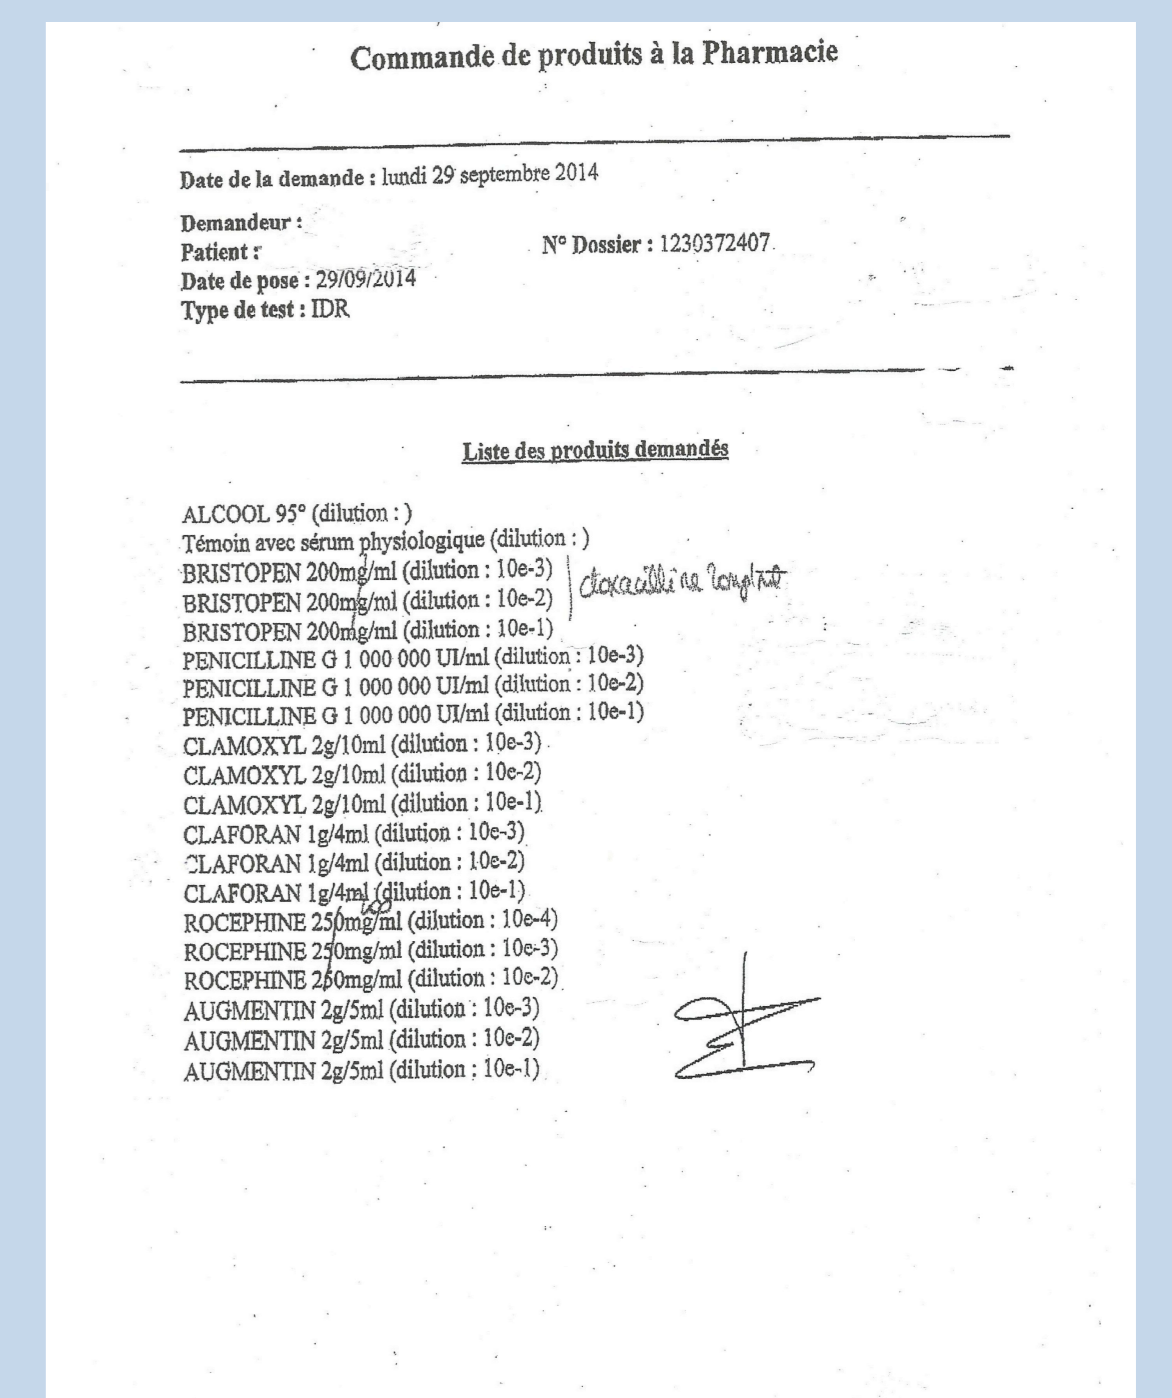 Commande de produits à la Pharmacie
Date de la demande : lundi 29 septembre 2014
Demandeur :
Patient :
N° Dossier : 1230372407
Date de pose : 29/09/2014
Type de test : IDR
Liste des produits demandés
ALCOOL 95° (dilution : )
Témoin avec sérum physiologique (dilution : )
BRISTOPEN 200mg/ml (dilution : 10e-3)
BRISTOPEN 200mg/ml (dilution : 10e-2)
BRISTOPEN 200mg/ml (dilution : 10e-1)
PENICILLINE G 1 000 000 UI/ml (dilution : 10e-3)
PENICILLINE G 1 000 000 UI/ml (dilution : 10e-2)
PENICILLINE G 1 000 000 UI/ml (dilution : 10e-1)
CLAMOXYL 2g/10ml (dilution : 10e-3)
CLAMOXYL 2g/10ml (dilution : 10e-2)
CLAMOXYL 2g/10ml (dilution : 10e-1)
CLAFORAN 1g/4ml (dilution : 10e-3)
CLAFORAN 1g/4ml (dilution : 10e-2)
CLAFORAN 1g/4ml (dilution : 10e-1)
ROCEPHINE 250mg/ml (dilution : 10e-4)
ROCEPHINE 250mg/ml (dilution : 10e-3)
ROCEPHINE 250mg/ml (dilution : 10e-2)
AUGMENTIN 2g/5ml (dilution : 10e-3)
AUGMENTIN 2g/5ml (dilution : 10e-2)
AUGMENTIN 2g/5ml (dilution : 10e-1)